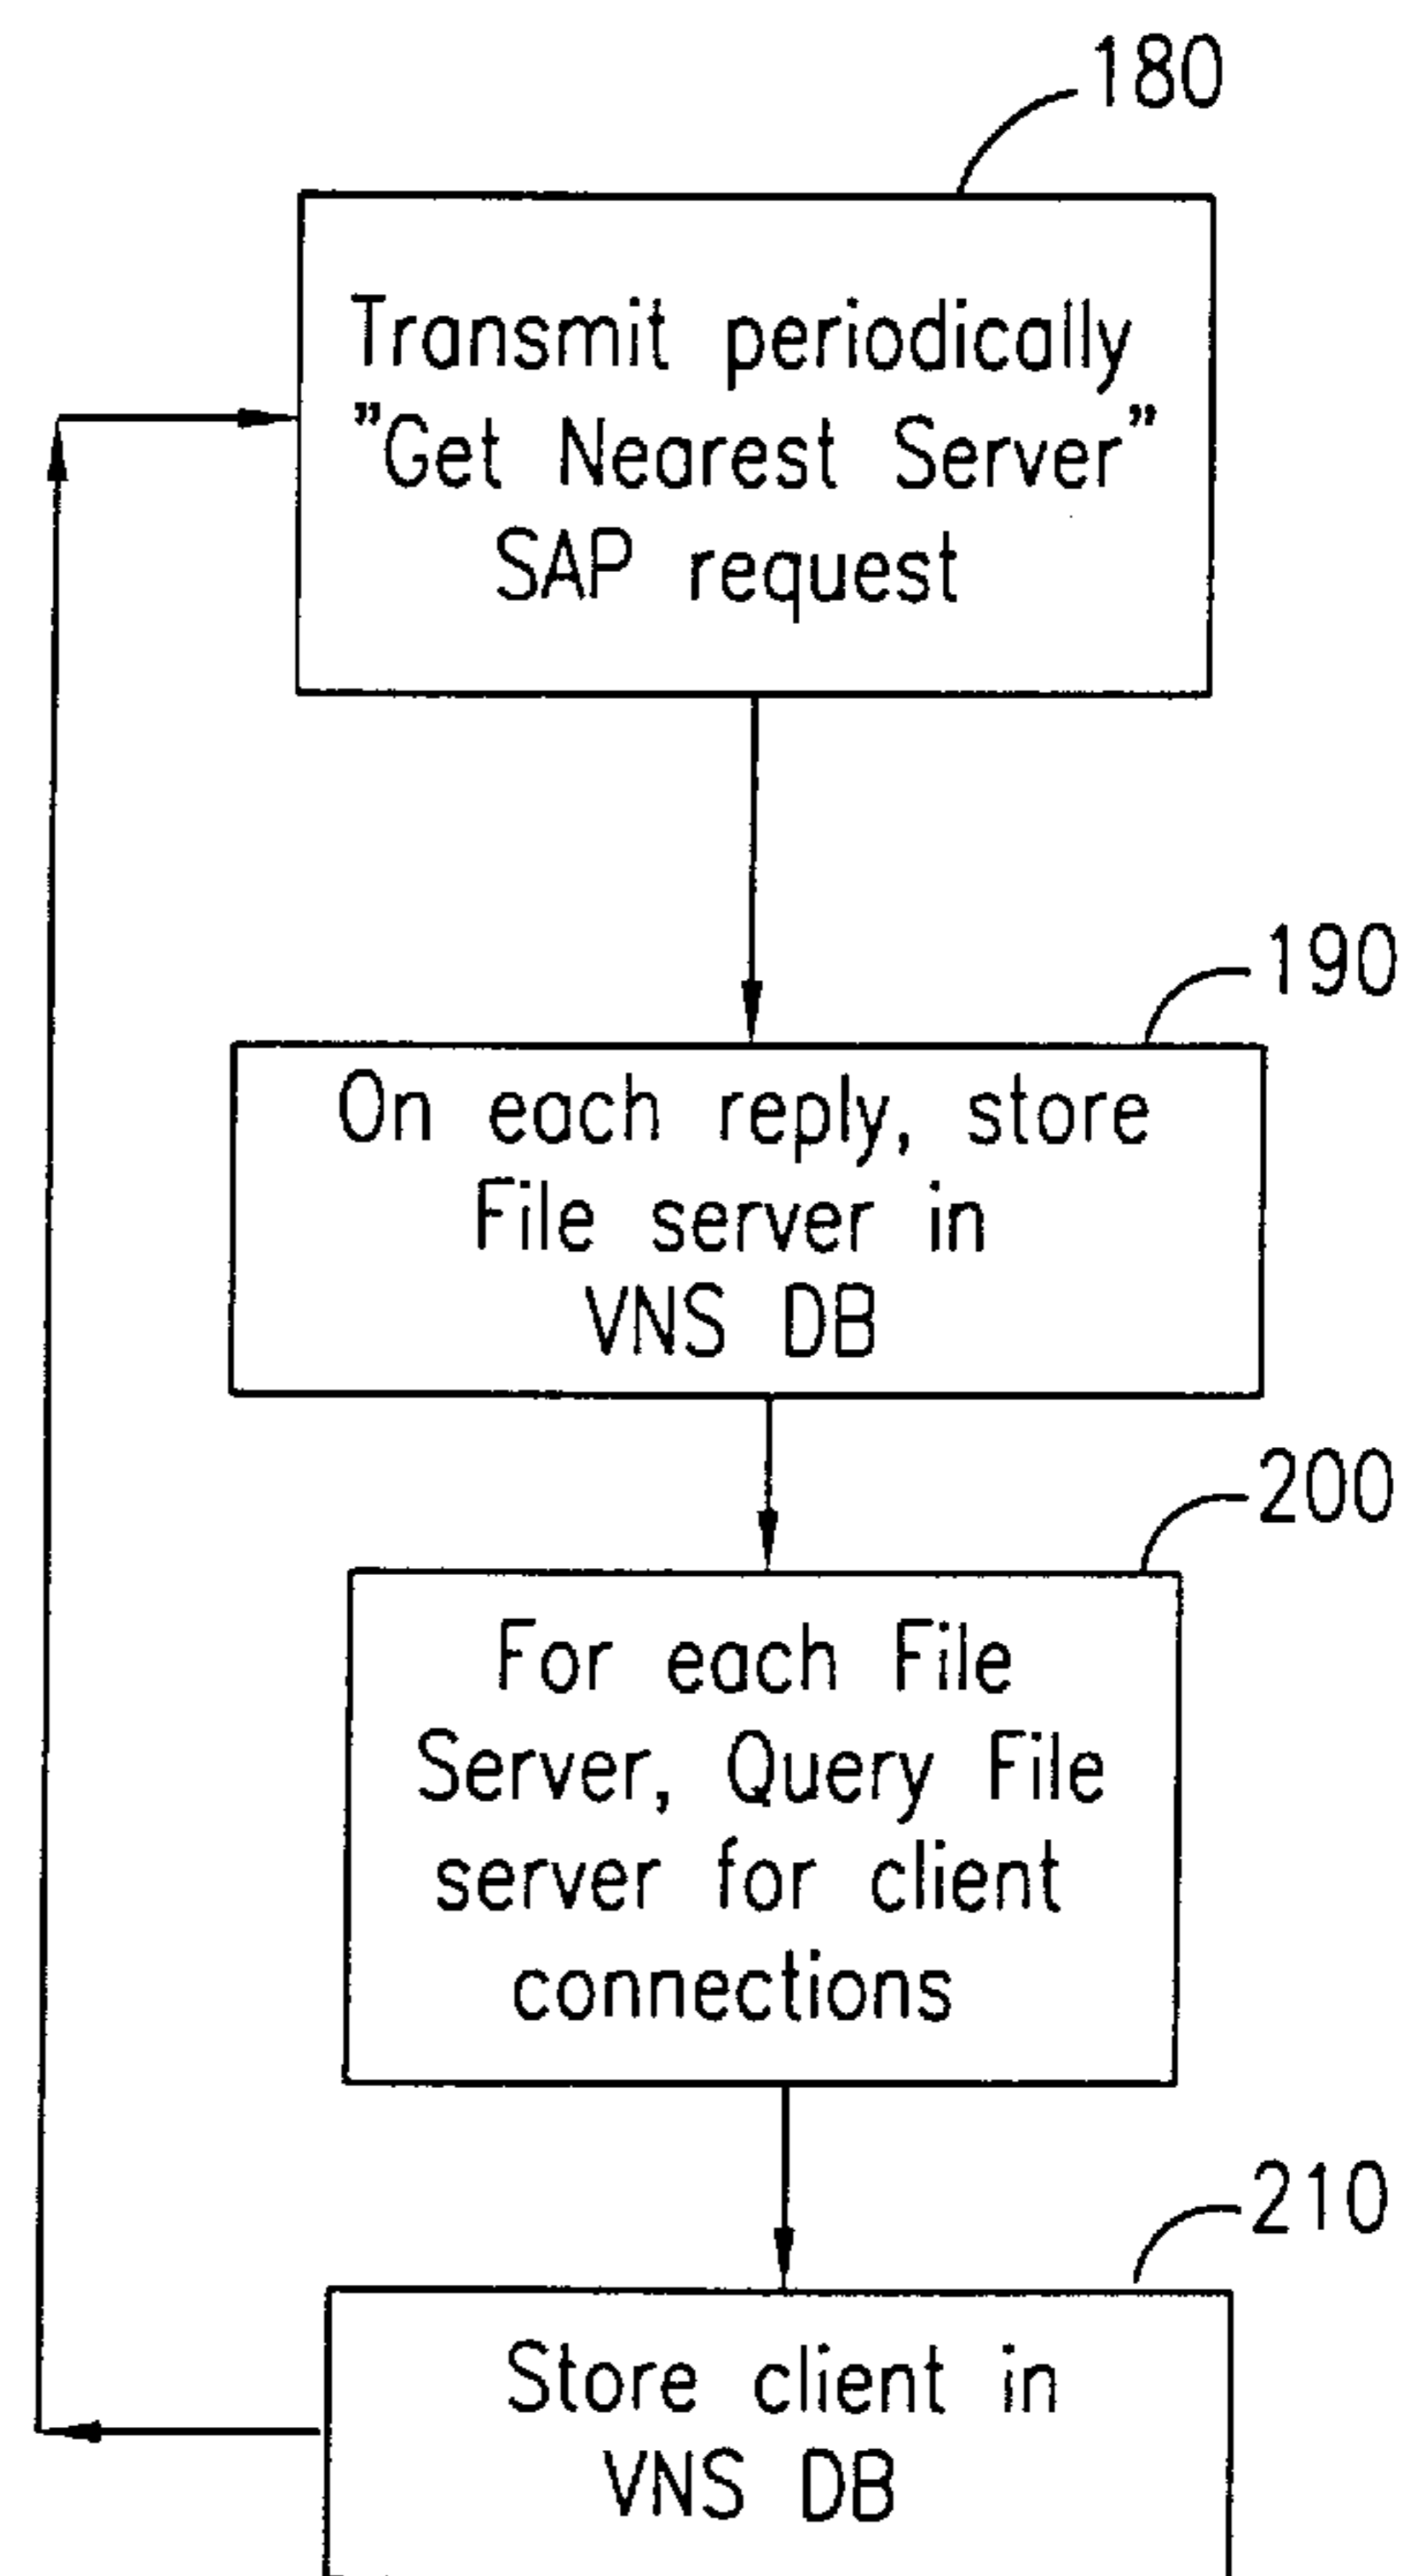 180
Transmit periodically
"Get Nearest Server"
SAP request
190
On each reply, store
File server in
VNS DB
200
For each File
Server, Query File
server for client
connections
210
Store client in
VNS DB